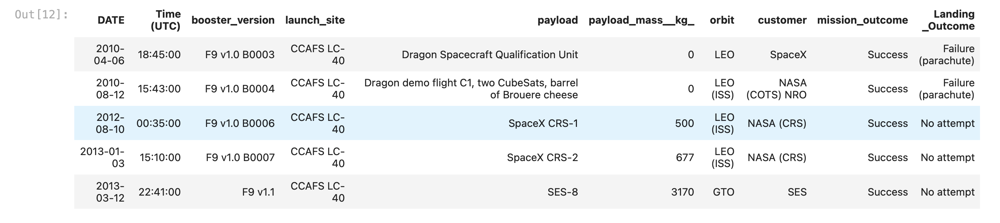 Out[12]:
DATE Time (UTC) booster_version launch_site payload payload_mass__kg_ orbit customer mission_outcome Landing _Outcome
2010-04-06 18:45:00 F9 v1.0 B0003 CCAFS LC-40 Dragon Spacecraft Qualification Unit 0 LEO SpaceX Success Failure (parachute)
2010-08-12 15:43:00 F9 v1.0 B0004 CCAFS LC-40 Dragon demo flight C1, two CubeSats, barrel of Brouere cheese 0 LEO (ISS) NASA (COTS) NRO Success Failure (parachute)
2012-08-10 00:35:00 F9 v1.0 B0006 CCAFS LC-40 SpaceX CRS-1 500 LEO (ISS) NASA (CRS) Success No attempt
2013-01-03 15:10:00 F9 v1.0 B0007 CCAFS LC-40 SpaceX CRS-2 677 LEO (ISS) NASA (CRS) Success No attempt
2013-03-12 22:41:00 F9 v1.1 CCAFS LC-40 SES-8 3170 GTO SES Success No attempt